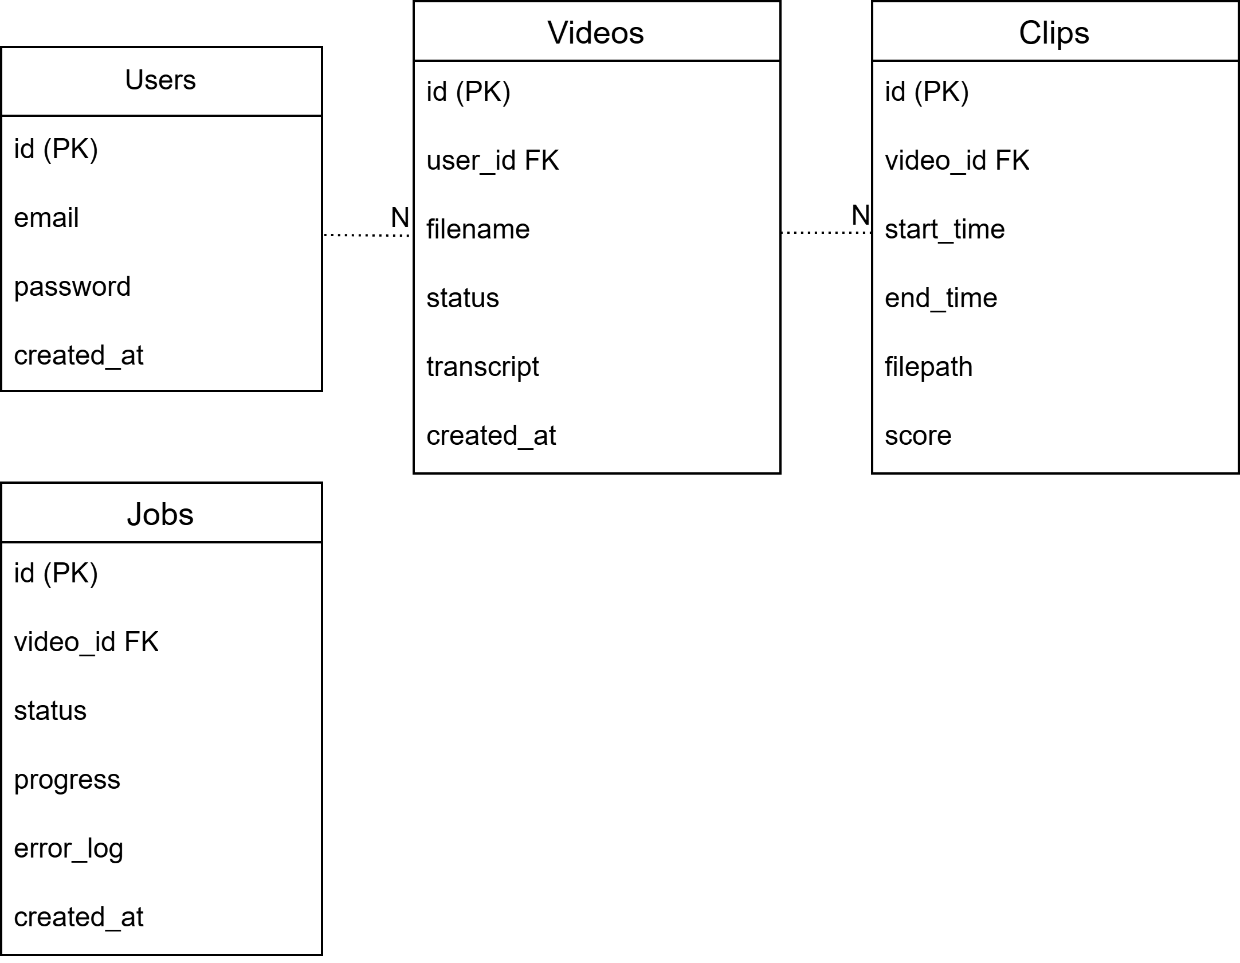 Users
id (PK)
email
password
created_at
N
Videos
id (PK)
user_id FK
filename
status
transcript
created_at
N
Clips
id (PK)
video_id FK
start_time
end_time
filepath
score
Jobs
id (PK)
video_id FK
status
progress
error_log
created_at